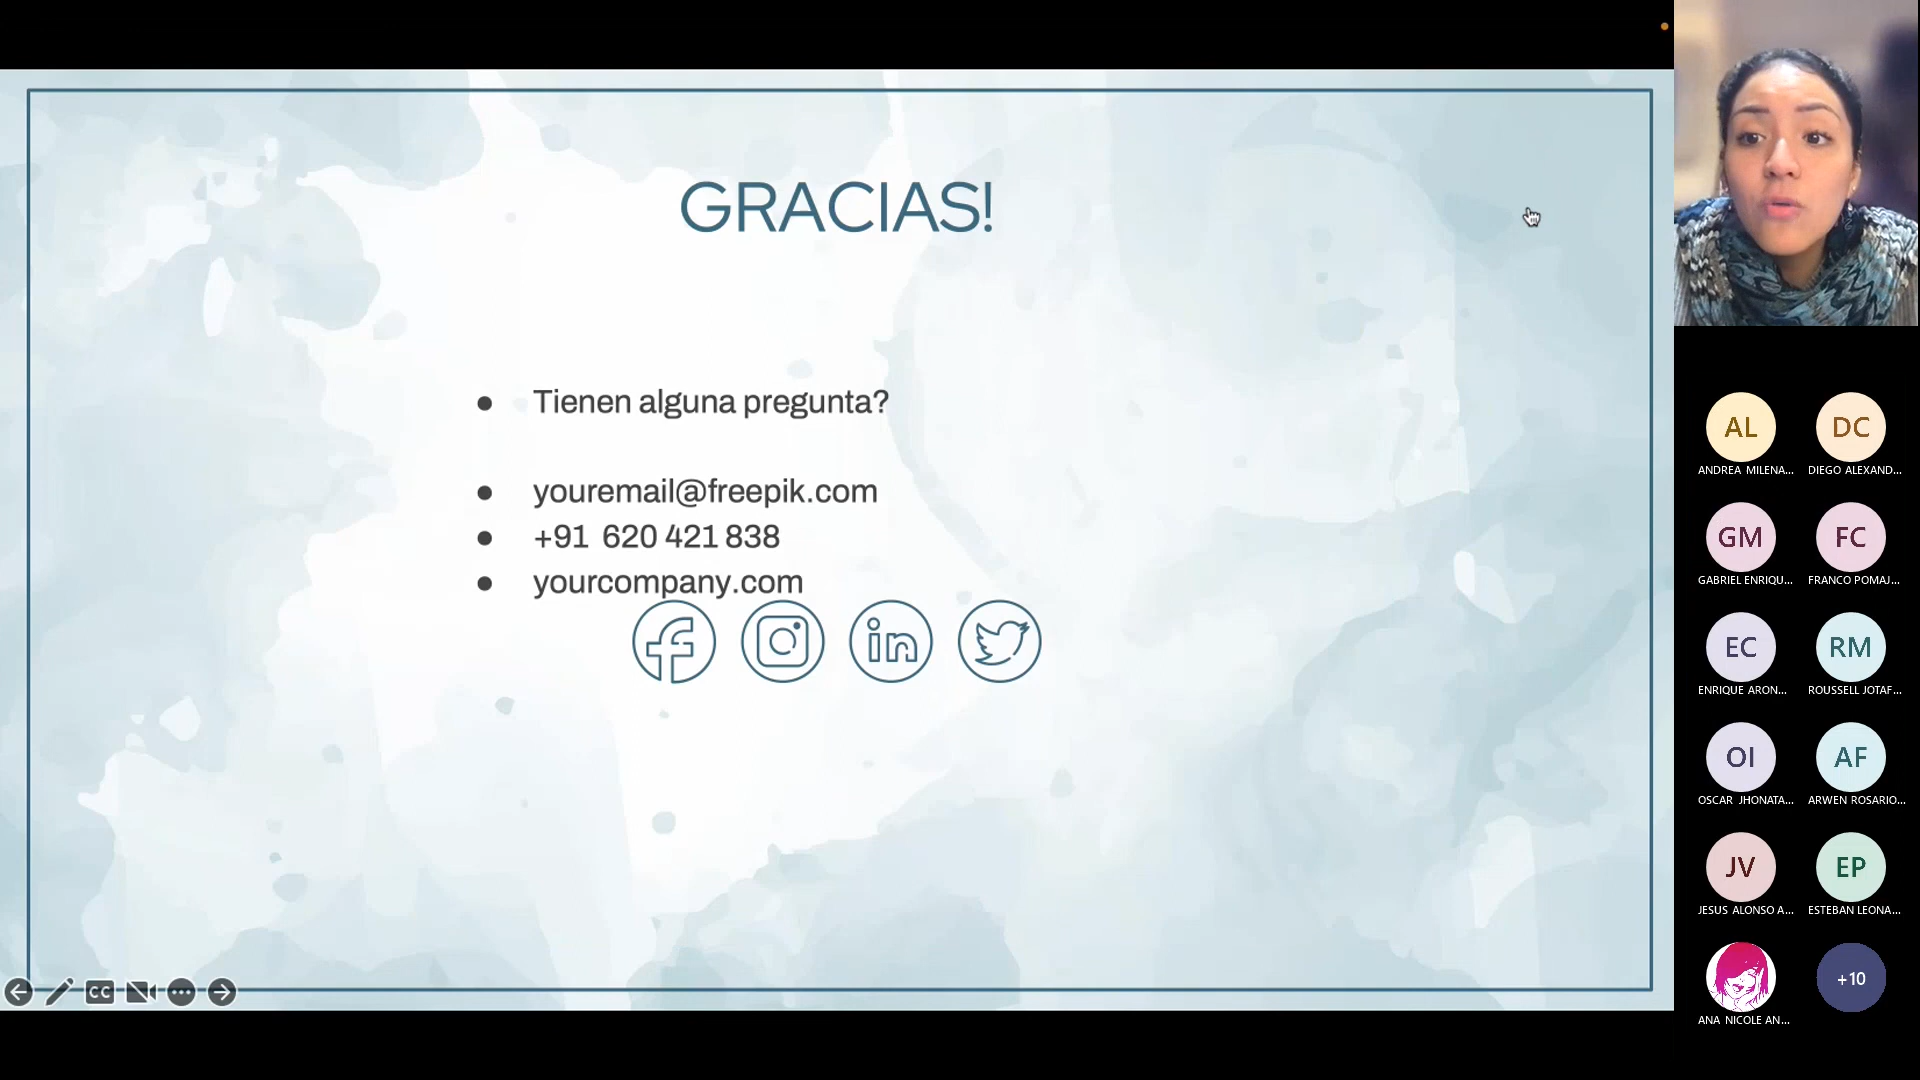 GRACIAS!
Tienen alguna pregunta?
youremail@freepik.com
+91 620 421 838
yourcompany.com
CC
AL
DC
ANDREA MILENA...
DIEGO ALEXAND...
GM
FC
GABRIEL ENRIQU...
FRANCO POMAJ...
EC
RM
ENRIQUE ARON...
ROUSSELL JOTAF...
OI
AF
OSCAR JHONATA...
ARWEN ROSARIO...
JV
EP
JESUS ALONSO A...
ESTEBAN LEONA...
+10
ANA NICOLE AN...